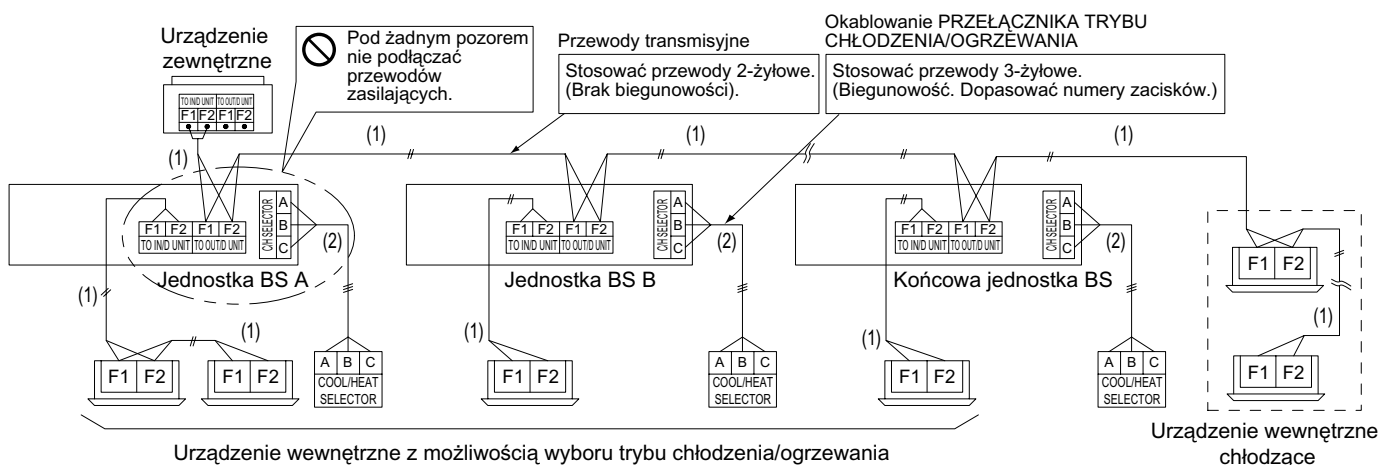 Urządzenie
zewnętrzne
Pod żadnym pozorem
nie podłączać
przewodów
zasilających.
Przewody transmisyjne
Stosować przewody 2-żyłowe.
(Brak biegunowości).
Okablowanie PRZEŁĄCZNIKA TRYBU
CHŁODZENIA/OGRZEWANIA
Stosować przewody 3-żyłowe.
(Biegunowość. Dopasować numery zacisków.)
TO IN/D UNIT TO OUT/D UNIT
F1 F2 F1 F2
(1) (1) (1) (1)
F1 F2 F1 F2
TO IN/D UNIT TO OUT/D UNIT
C/H SELECTOR
A
B
C
(2)
Jednostka BS A
F1 F2 F1 F2
TO IN/D UNIT TO OUT/D UNIT
C/H SELECTOR
A
B
C
(2)
Jednostka BS B
F1 F2 F1 F2
TO IN/D UNIT TO OUT/D UNIT
C/H SELECTOR
A
B
C
(2)
Końcowa jednostka BS
F1 F2
(1)
F1 F2
(1) (1) (1) (1)
F1 F2
F1 F2
A B C
COOL/HEAT
SELECTOR
F1 F2
A B C
COOL/HEAT
SELECTOR
F1 F2
A B C
COOL/HEAT
SELECTOR
Urządzenie wewnętrzne z możliwością wyboru trybu chłodzenia/ogrzewania
Urządzenie wewnętrzne
chłodzące